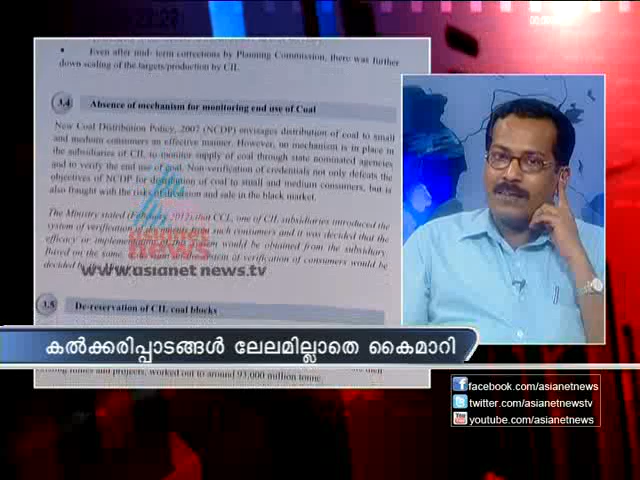 Even after mid- term corrections by Planning Commission, there was further
down scaling of the targets/production by CIL.
3.4 Absence of mechanism for monitoring end use of Coal
New Coal Distribution Policy, 2007 (NCDP) envisages distribution of coal to small
and medium consumers an effective manner. However, no mechanism is in place in
the subsidiaries of CIL to monitor supply of coal through state nominated agencies
and to verify the end use of coal. Non-verification of credentials not only defeats the
objectives of NCDP for distribution of coal to small and medium consumers, but is
also fraught with the risks of diversion and sale in the black market.
The Ministry stated (February 2012) that CCL, one of CIL subsidiaries introduced the
system of verification of such consumers and it was decided that the
efficacy or implementation of the would be obtained from the subsidiary
Based on the same of verification of consumers would be
decided by
asianet
news
www.asianetnews.tv
3.5 De-reservation of CIL coal blocks
കൽക്കരിപ്പാടങ്ങൾ ലേലമില്ലാതെ കൈമാറി
existing mines and projects, worked out to around 93,000 million tonne
facebook.com/asianetnews
twitter.com/asianetnewstv
You Tube youtube.com/asianetnews